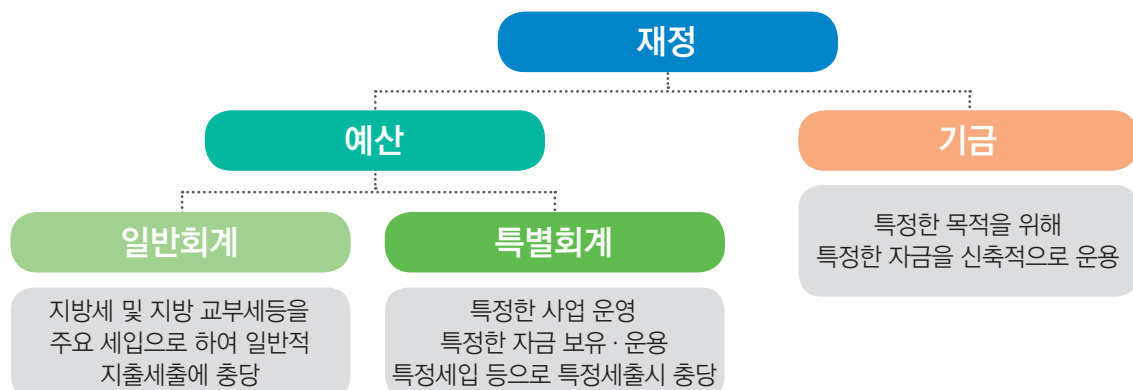 재정
예산
기금
일반회계
특별회계
특정한 목적을 위해
특정한 자금을 신축적으로 운용
지방세 및 지방 교부세등을
주요 세입으로 하여 일반적
지출세출에 충당
특정한 사업 운영
특정한 자금 보유 · 운용
특정세입 등으로 특정세출시 충당